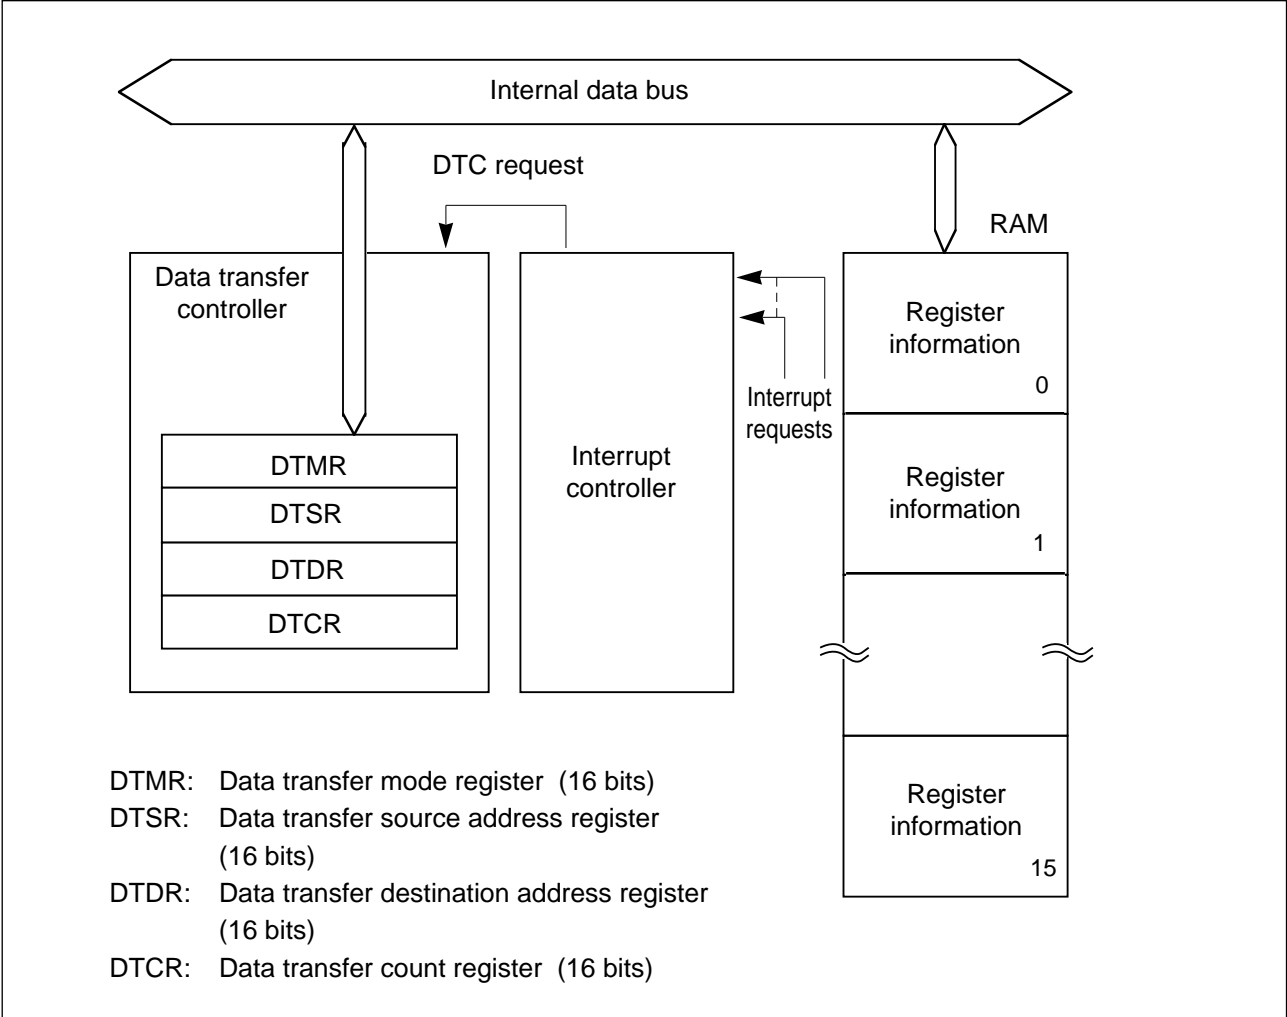 Internal data bus
DTC request
RAM
Data transfer
controller
Register
information
0
Interrupt
requests
DTMR
DTSR
DTDR
DTCR
Interrupt
controller
Register
information
1
Register
information
15
DTMR: Data transfer mode register (16 bits)
DTSR: Data transfer source address register
(16 bits)
DTDR: Data transfer destination address register
(16 bits)
DTCR: Data transfer count register (16 bits)